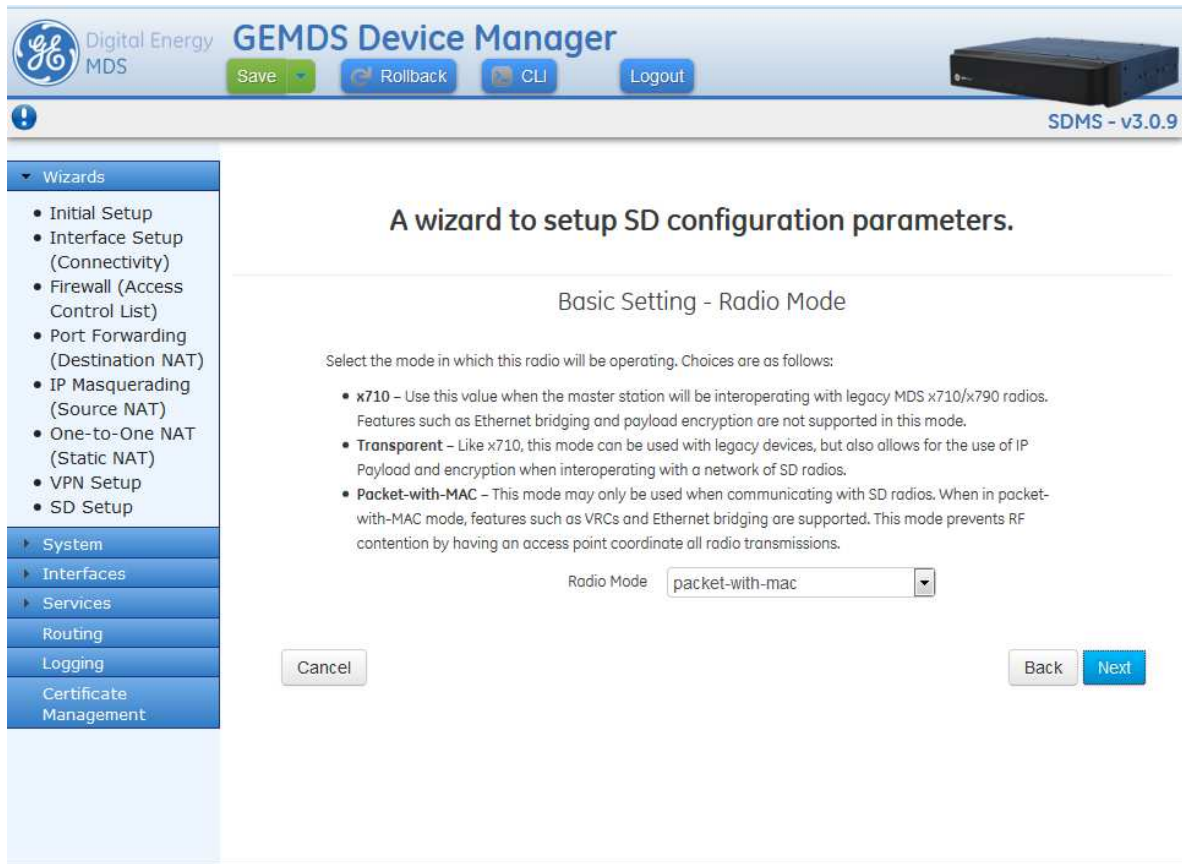 Digital Energy
MDS
GEMDS Device Manager
Save
Rollback
CLI
Logout
SDMS - v3.0.9
Wizards
• Initial Setup
• Interface Setup
(Connectivity)
• Firewall (Access
Control List)
• Port Forwarding
(Destination NAT)
• IP Masquerading
(Source NAT)
• One-to-One NAT
(Static NAT)
• VPN Setup
• SD Setup
System
Interfaces
Services
Routing
Logging
Certificate
Management
A wizard to setup SD configuration parameters.
Basic Setting - Radio Mode
Select the mode in which this radio will be operating. Choices are as follows:
• x710 – Use this value when the master station will be interoperating with legacy MDS x710/x790 radios.
Features such as Ethernet bridging and payload encryption are not supported in this mode.
• Transparent – Like x710, this mode can be used with legacy devices, but also allows for the use of IP
Payload and encryption when interoperating with a network of SD radios.
• Packet-with-MAC – This mode may only be used when communicating with SD radios. When in packet-
with-MAC mode, features such as VRCs and Ethernet bridging are supported. This mode prevents RF
contention by having an access point coordinate all radio transmissions.
Radio Mode packet-with-mac
Cancel
Back
Next